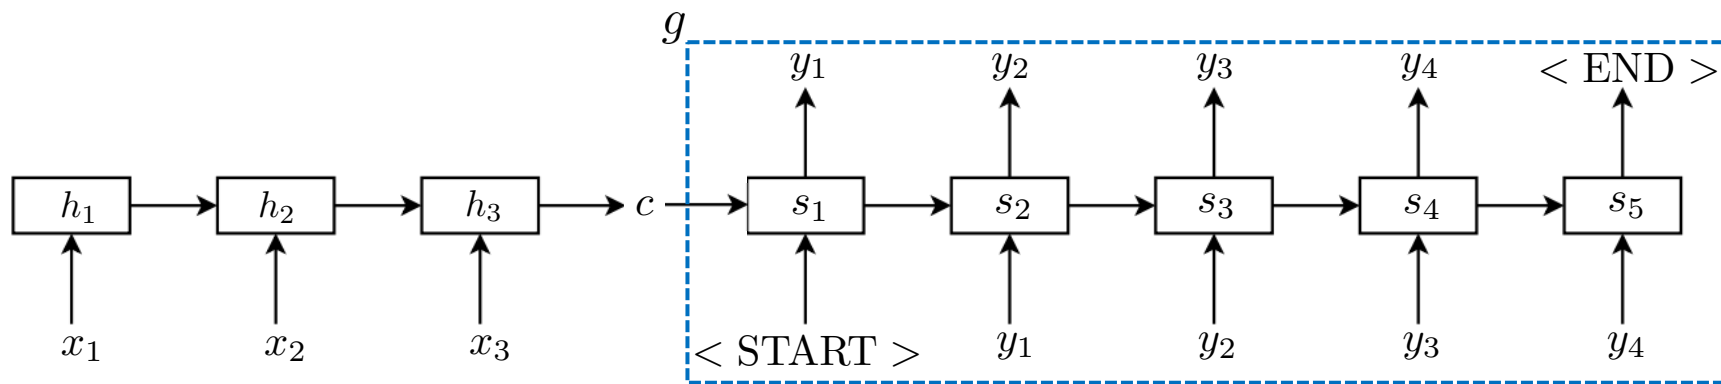 g
y₁ y₂ y₃ y₄ < END >
h₁ h₂ h₃ c s₁ s₂ s₃ s₄ s₅
x₁ x₂ x₃ < START > y₁ y₂ y₃ y₄